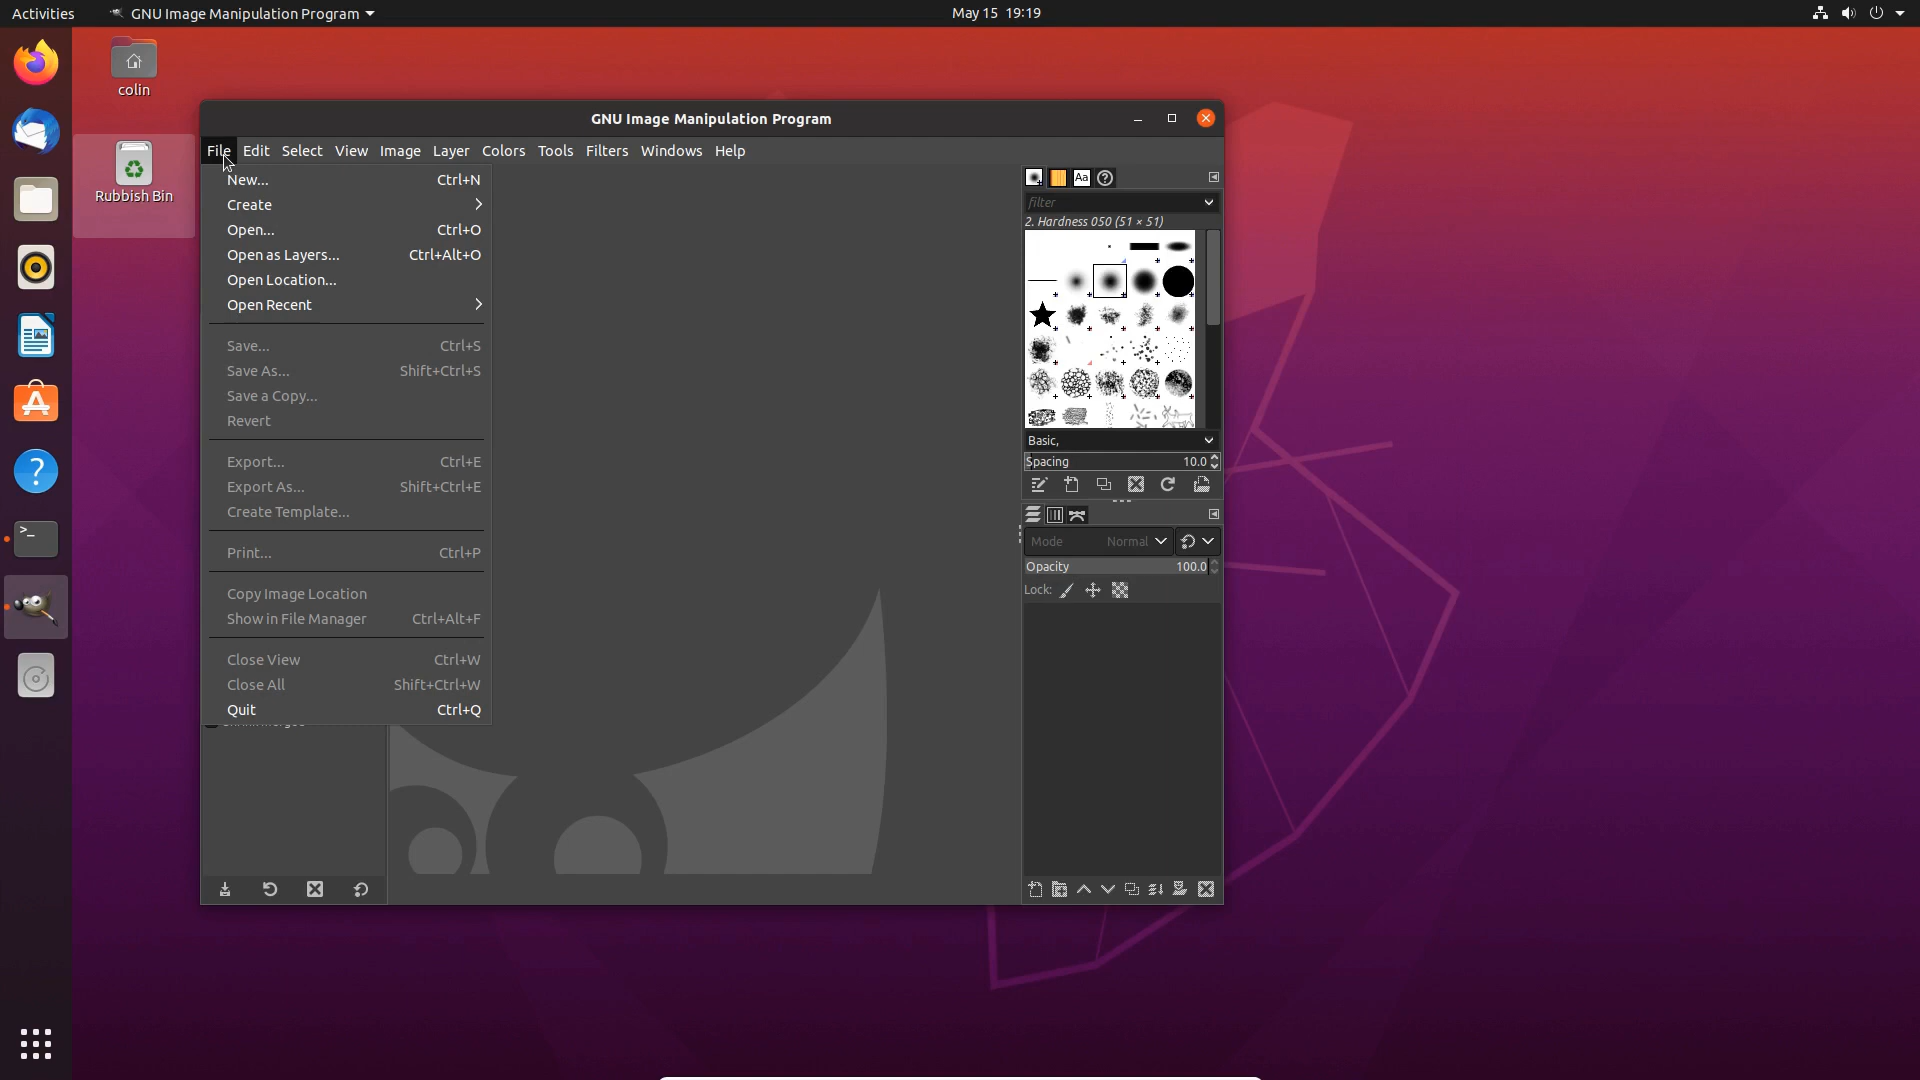 Activities GNU Image Manipulation Program May 15 19:19
colin
Rubbish Bin
GNU Image Manipulation Program
File Edit Select View Image Layer Colors Tools Filters Windows Help
New... Ctrl+N
Create
Open... Ctrl+O
Open as Layers... Ctrl+Alt+O
Open Location...
Open Recent
Save... Ctrl+S
Save As... Shift+Ctrl+S
Save a Copy...
Revert
Export... Ctrl+E
Export As... Shift+Ctrl+E
Create Template...
Print... Ctrl+P
Copy Image Location
Show in File Manager Ctrl+Alt+F
Close View Ctrl+W
Close All Shift+Ctrl+W
Quit Ctrl+Q
Aa
filter
2. Hardness 050 (51 × 51)
Basic,
Spacing 10.0
Mode Normal
Opacity 100.0
Lock: